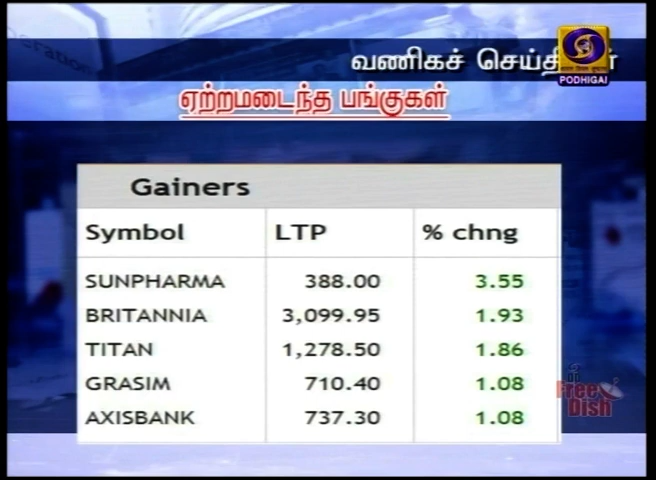 வணிகச் செய்திகள்
PODHIGAI
ஏற்றமடைந்த பங்குகள்
Gainers
Symbol LTP % chng
SUNPHARMA 388.00 3.55
BRITANNIA 3,099.95 1.93
TITAN 1,278.50 1.86
GRASIM 710.40 1.08
AXISBANK 737.30 1.08
Free Dish